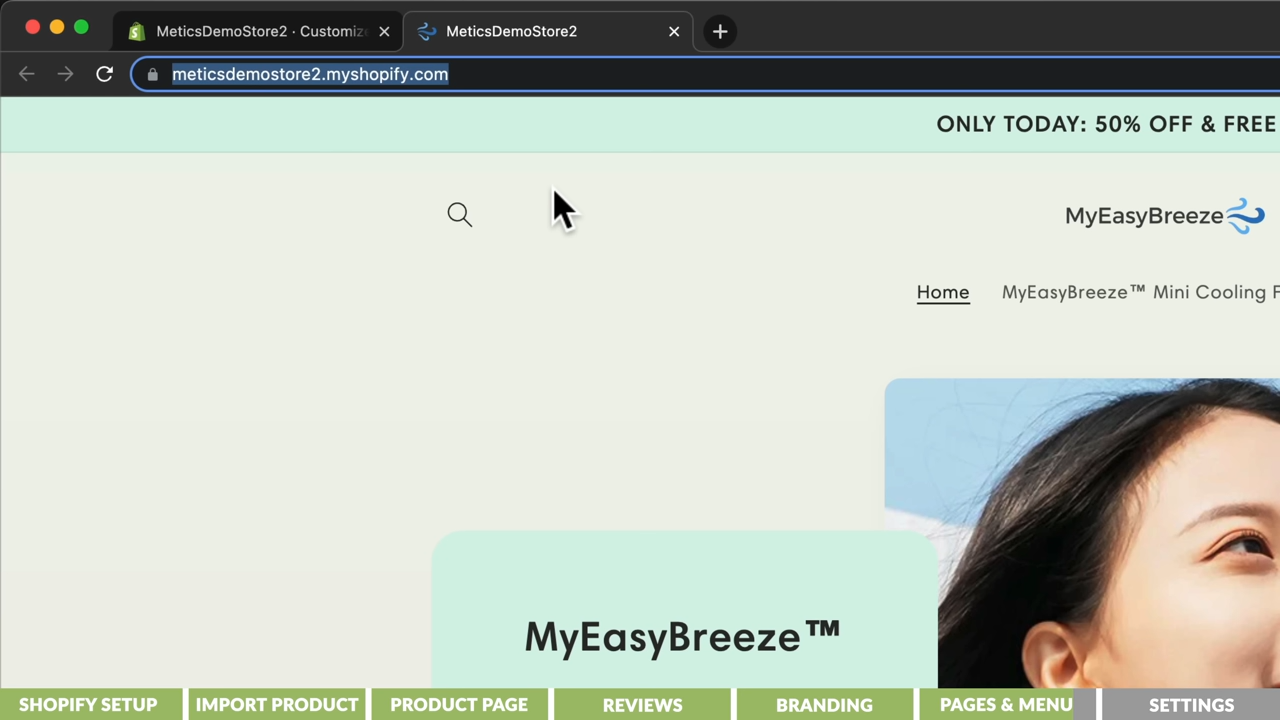 MeticsDemoStore2 · Customize
MeticsDemoStore2
meticsdemostore2.myshopify.com
ONLY TODAY: 50% OFF & FREE
MyEasyBreeze
Home MyEasyBreeze™ Mini Cooling F
MyEasyBreeze™
SHOPIFY SETUP IMPORT PRODUCT PRODUCT PAGE REVIEWS BRANDING PAGES & MENU SETTINGS